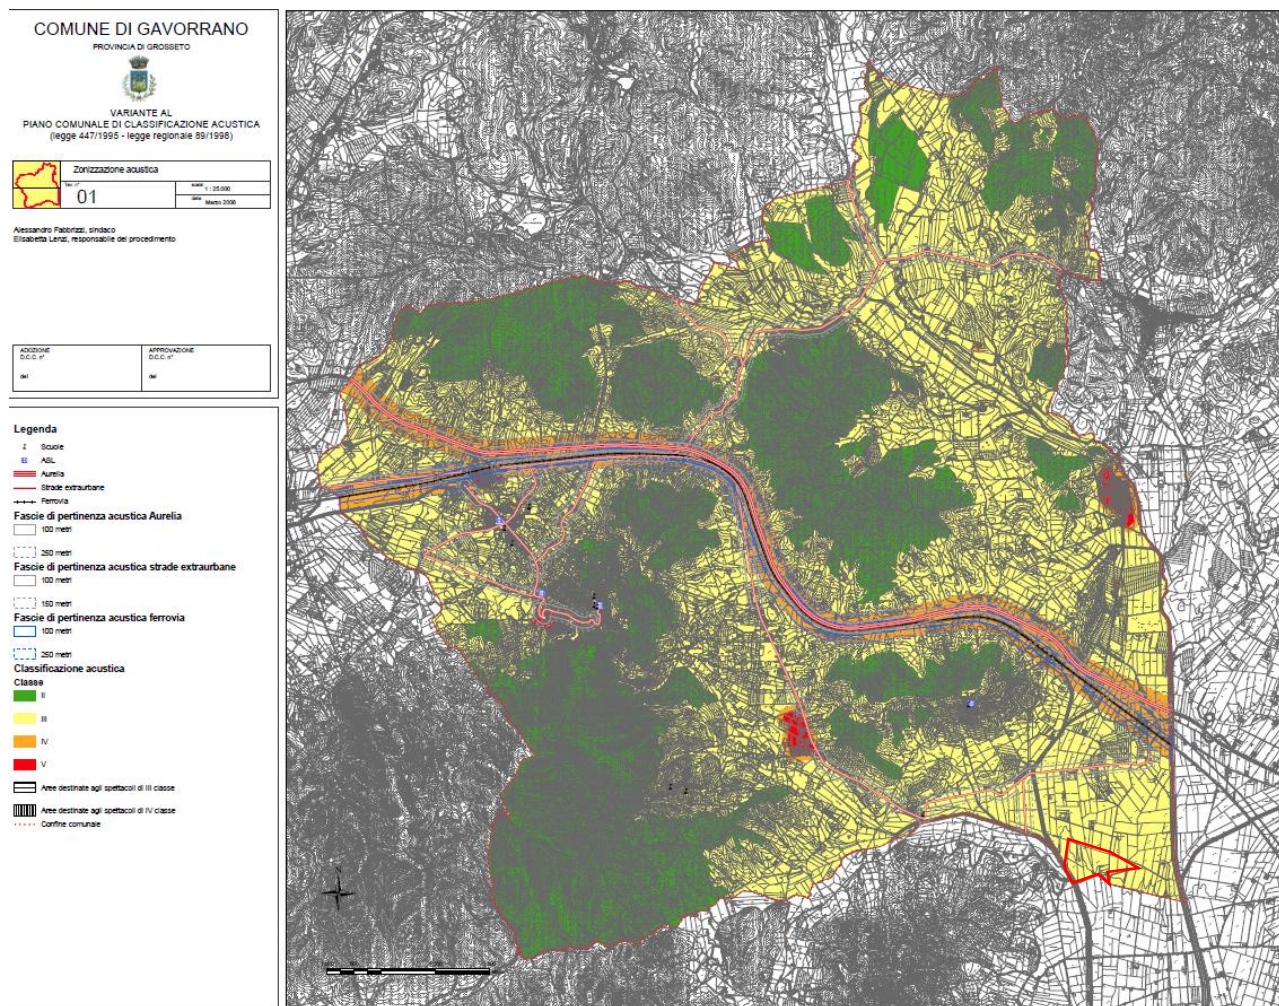 COMUNE DI GAVORRANO
PROVINCIA DI GROSSETO
VARIANTE AL
PIANO COMUNALE DI CLASSIFICAZIONE ACUSTICA
(legge 447/1995 - legge regionale 89/1998)
Zonizzazione acustica
Tav. n°
01
scala 1 : 25.000
data Marzo 2008
Alessandro Fabbrizzi, sindaco
Elisabetta Lenzi, responsabile del procedimento
ADOZIONE
D.C.C. n°
del
APPROVAZIONE
D.C.C. n°
del
Legenda
Scuole
ASL
Aurelia
Strade extraurbane
Ferrovia
Fascie di pertinenza acustica Aurelia
100 metri
250 metri
Fascie di pertinenza acustica strade extraurbane
100 metri
150 metri
Fascie di pertinenza acustica ferrovia
100 metri
250 metri
Classificazione acustica
Classe
II
III
IV
V
Aree destinate agli spettacoli di III classe
Aree destinate agli spettacoli di IV classe
Confine comunale
N